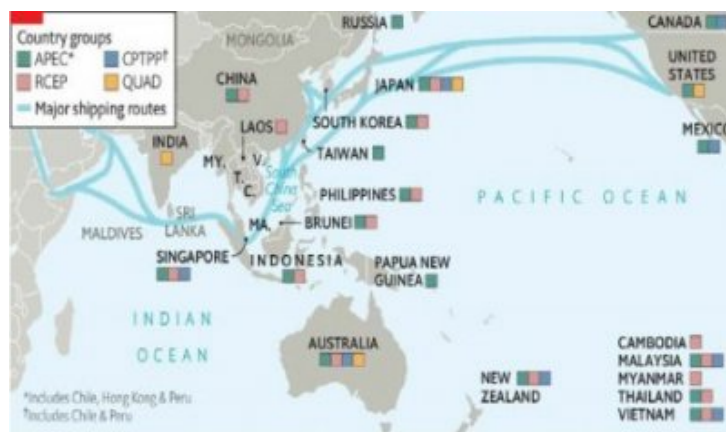 Country groups
APEC* CPTPP†
RCEP QUAD
Major shipping routes
RUSSIA
CANADA
MONGOLIA
UNITED
STATES
CHINA
JAPAN
SOUTH KOREA
LAOS
MEXICO
INDIA
MY.
V.
TAIWAN
T.
C.
South
China
Sea
PHILIPPINES
PACIFIC OCEAN
SRI
LANKA
MALDIVES
MA.
BRUNEI
SINGAPORE
INDONESIA
PAPUA NEW
GUINEA
INDIAN
OCEAN
AUSTRALIA
NEW
ZEALAND
CAMBODIA
MALAYSIA
MYANMAR
THAILAND
VIETNAM
*Includes Chile, Hong Kong & Peru
†Includes Chile & Peru